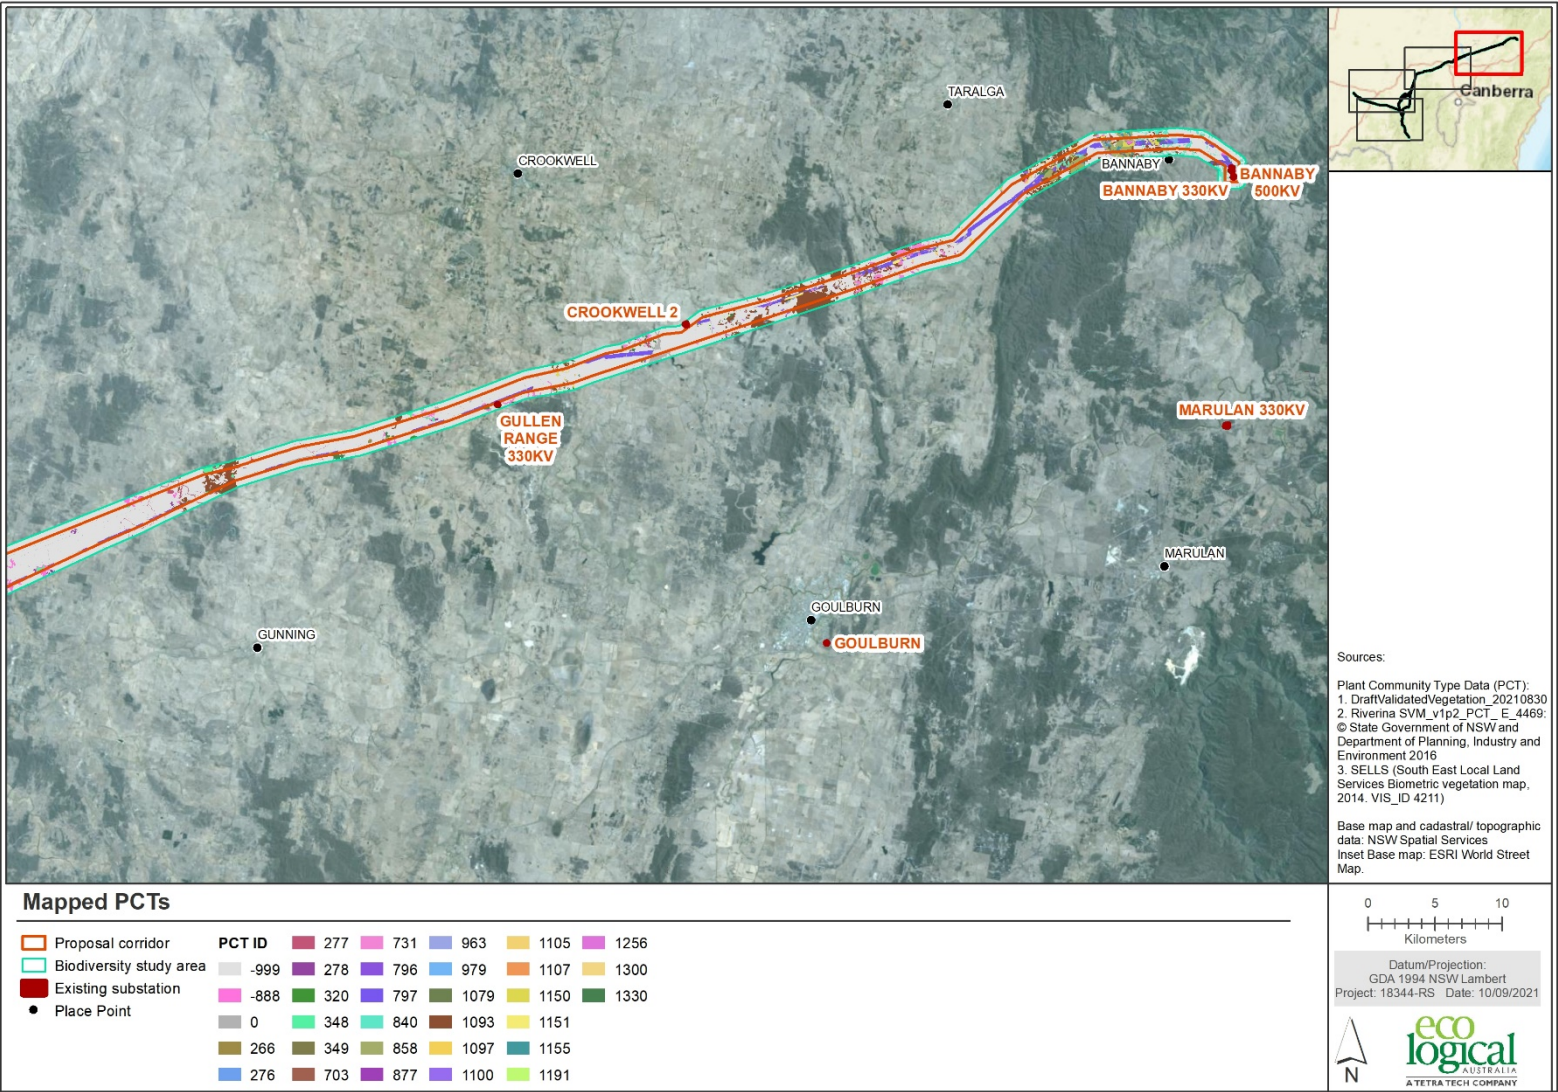 TARALGA
CROOKWELL
BANNABY
BANNABY 330KV
BANNABY
500KV
CROOKWELL 2
GULLEN
RANGE
330KV
MARULAN 330KV
MARULAN
GOULBURN
GOULBURN
GUNNING
Canberra
Sources:
Plant Community Type Data (PCT):
1. DraftValidatedVegetation_20210830
2. Riverina SVM_v1p2_PCT_ E_4469:
© State Government of NSW and
Department of Planning, Industry and
Environment 2016
3. SELLS (South East Local Land
Services Biometric vegetation map,
2014. VIS_ID 4211)
Base map and cadastral/ topographic
data: NSW Spatial Services
Inset Base map: ESRI World Street
Map.
Mapped PCTs
Proposal corridor
Biodiversity study area
Existing substation
Place Point
PCT ID
-999
-888
0
266
276
277
278
320
348
349
703
731
796
797
840
858
877
963
979
1079
1093
1097
1100
1105
1107
1150
1151
1155
1191
1256
1300
1330
0 5 10
Kilometers
Datum/Projection:
GDA 1994 NSW Lambert
Project: 18344-RS Date: 10/09/2021
N
eco
logical
AUSTRALIA
A TETRA TECH COMPANY